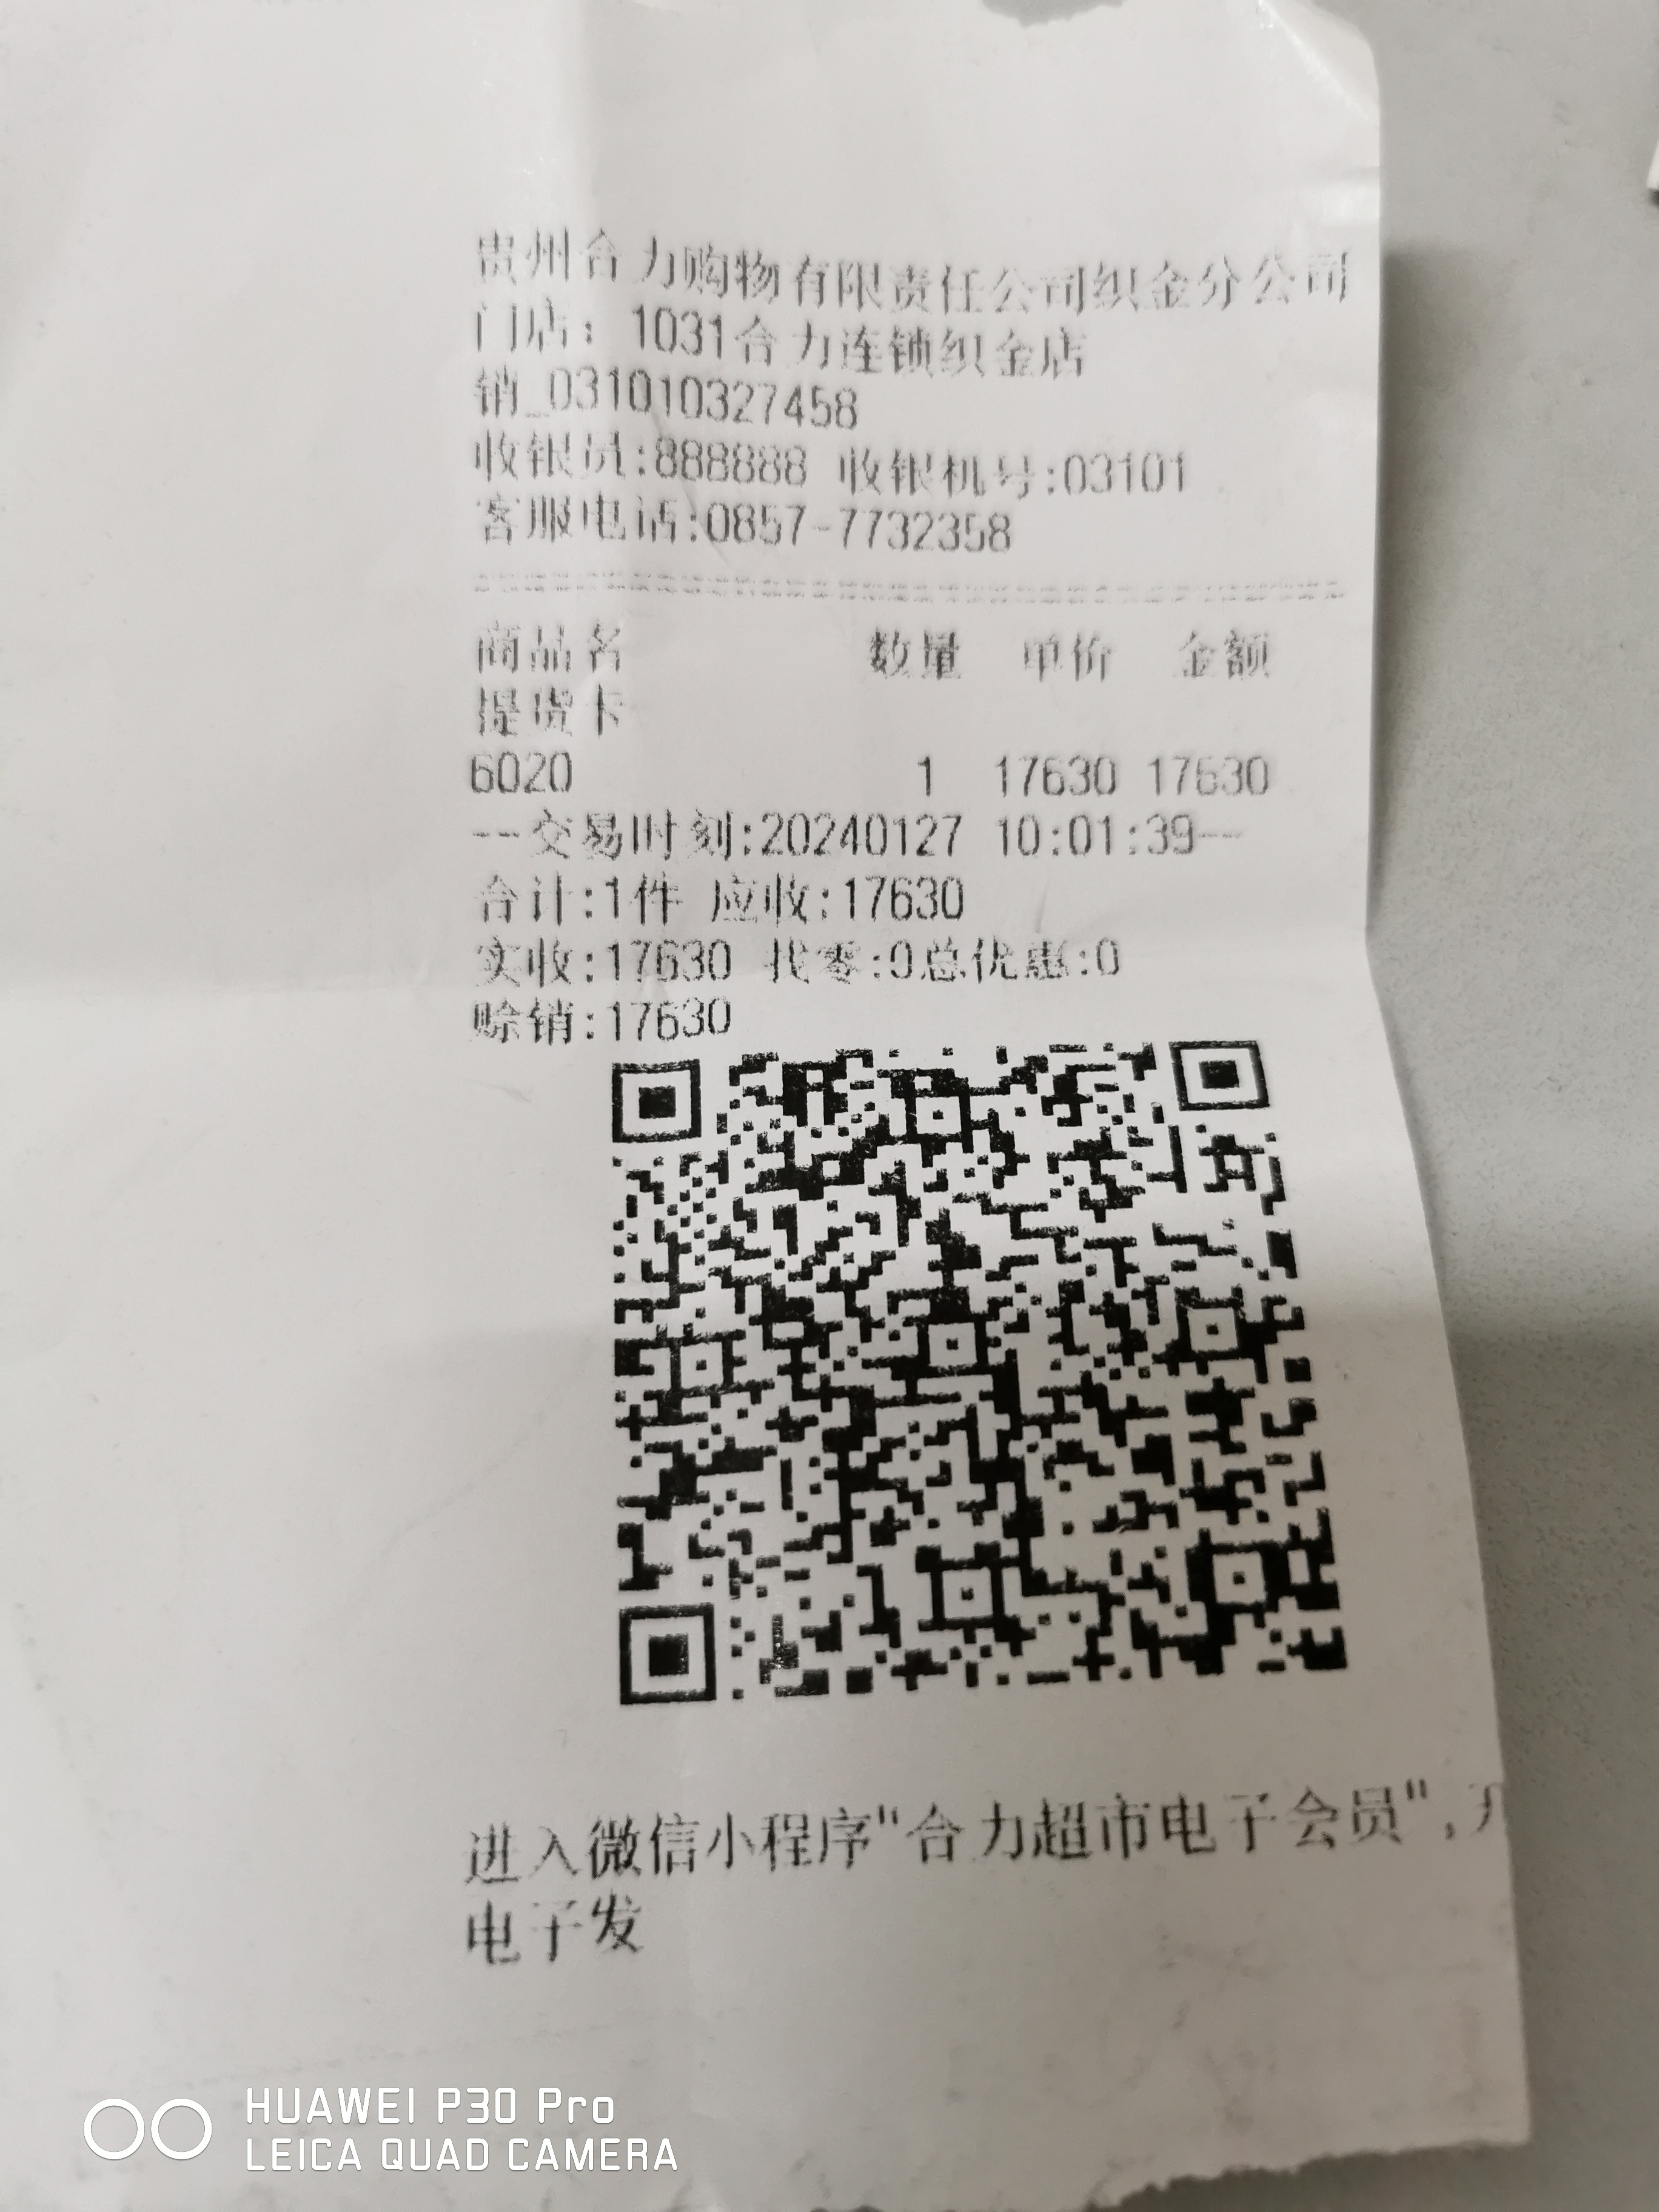 贵州合力购物有限责任公司织金分公司
门店：1031合力连锁织金店
销_031010327458
收银员:888888 收银机号:03101
客服电话:0857-7732358
商品名 数量 单价 金额
提货卡
6020 1 17630 17630
--交易时刻:20240127 10:01:39--
合计:1件 应收:17630
实收:17630 找零:0总优惠:0
赊销:17630
进入微信小程序"合力超市电子会员",
电子发
HUAWEI P30 Pro
LEICA QUAD CAMERA